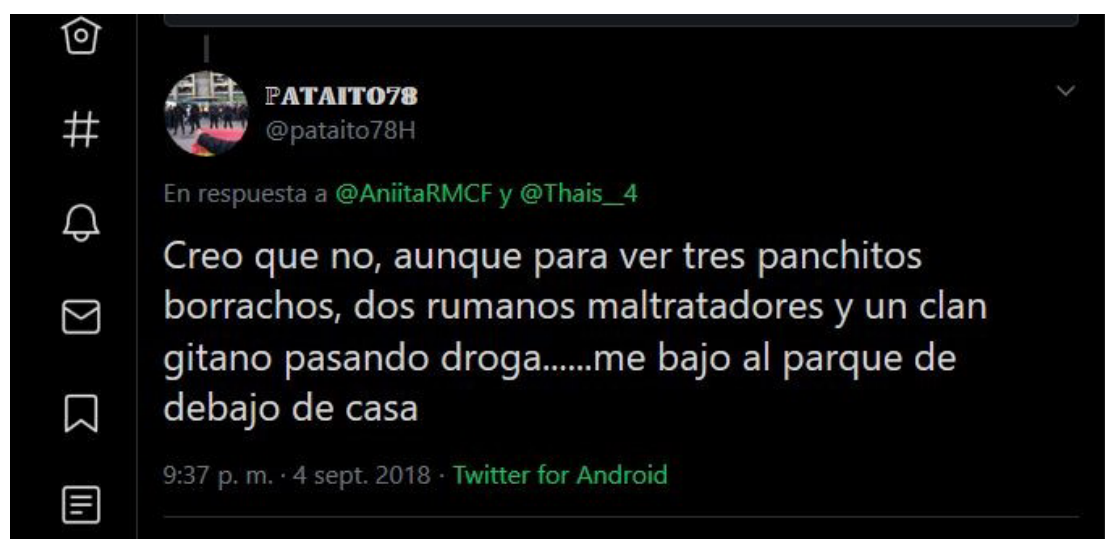 ℙATAITO78
@pataito78H
En respuesta a @AniitaRMCF y @Thais__4
Creo que no, aunque para ver tres panchitos
borrachos, dos rumanos maltratadores y un clan
gitano pasando droga......me bajo al parque de
debajo de casa
9:37 p. m. · 4 sept. 2018 · Twitter for Android